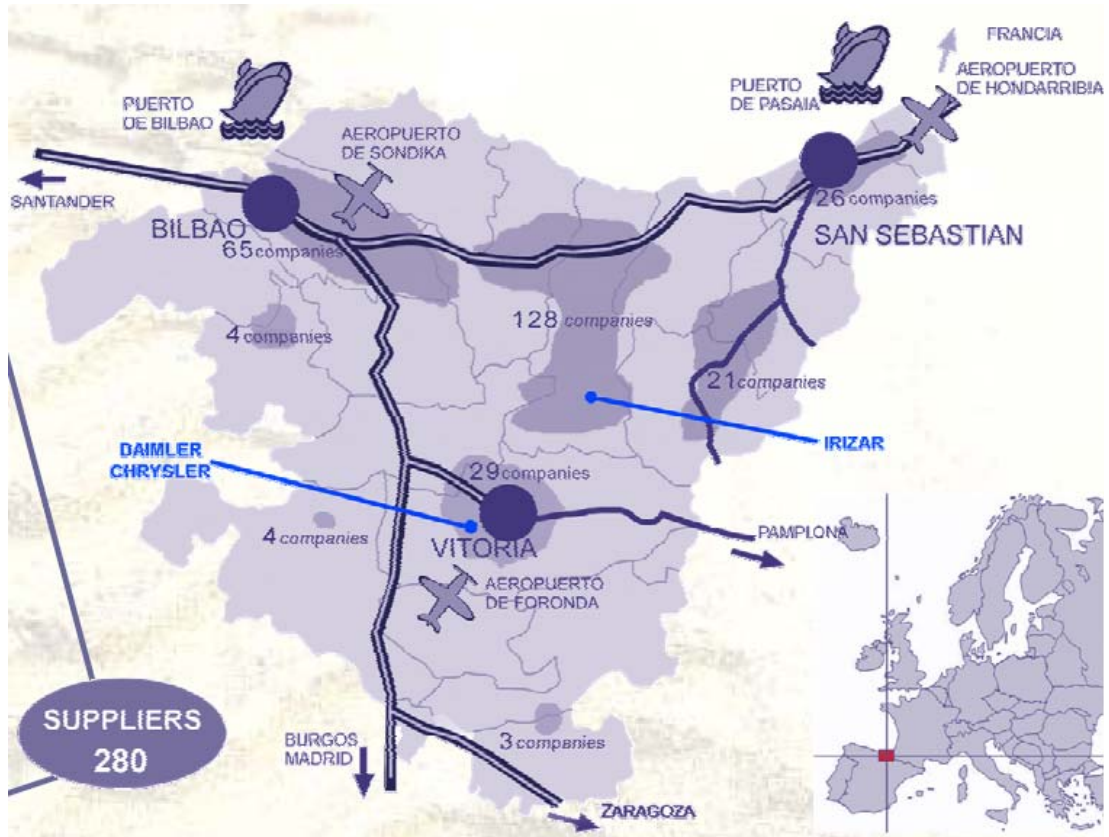 FRANCIA
PUERTO
DE PASAIA
AEROPUERTO
DE HONDARRIBIA
PUERTO
DE BILBAO
AEROPUERTO
DE SONDIKA
SANTANDER
BILBAO
65 companies
26 companies
SAN SEBASTIAN
4 companies
128 companies
21 companies
IRIZAR
DAIMLER
CHRYSLER
29 companies
4 companies
VITORIA
PAMPLONA
AEROPUERTO
DE FORONDA
SUPPLIERS
280
BURGOS
MADRID
3 companies
ZARAGOZA